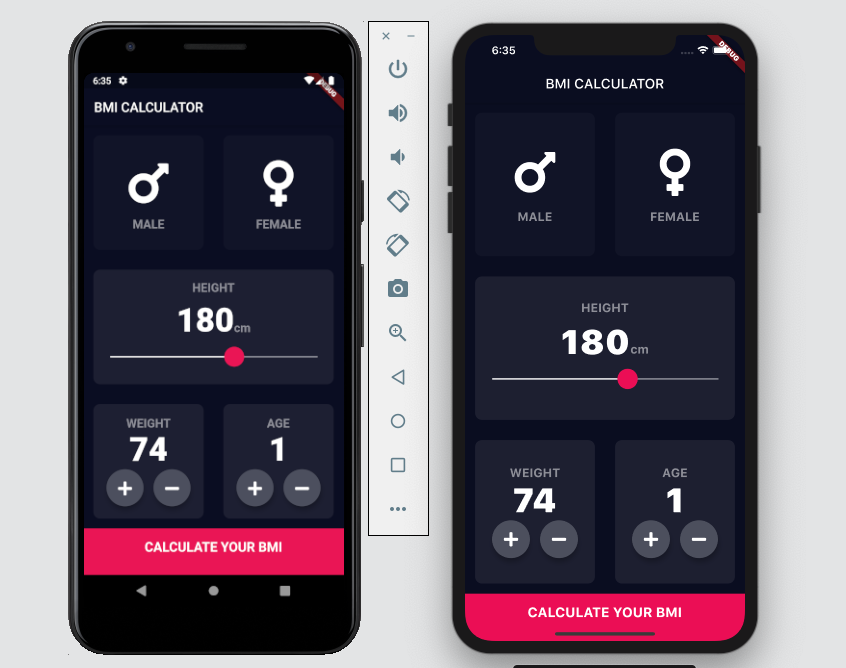 6:35
DEBUG
BMI CALCULATOR
MALE
FEMALE
HEIGHT
180cm
WEIGHT
74
AGE
1
CALCULATE YOUR BMI
6:35
DEBUG
BMI CALCULATOR
MALE
FEMALE
HEIGHT
180cm
WEIGHT
74
AGE
1
CALCULATE YOUR BMI